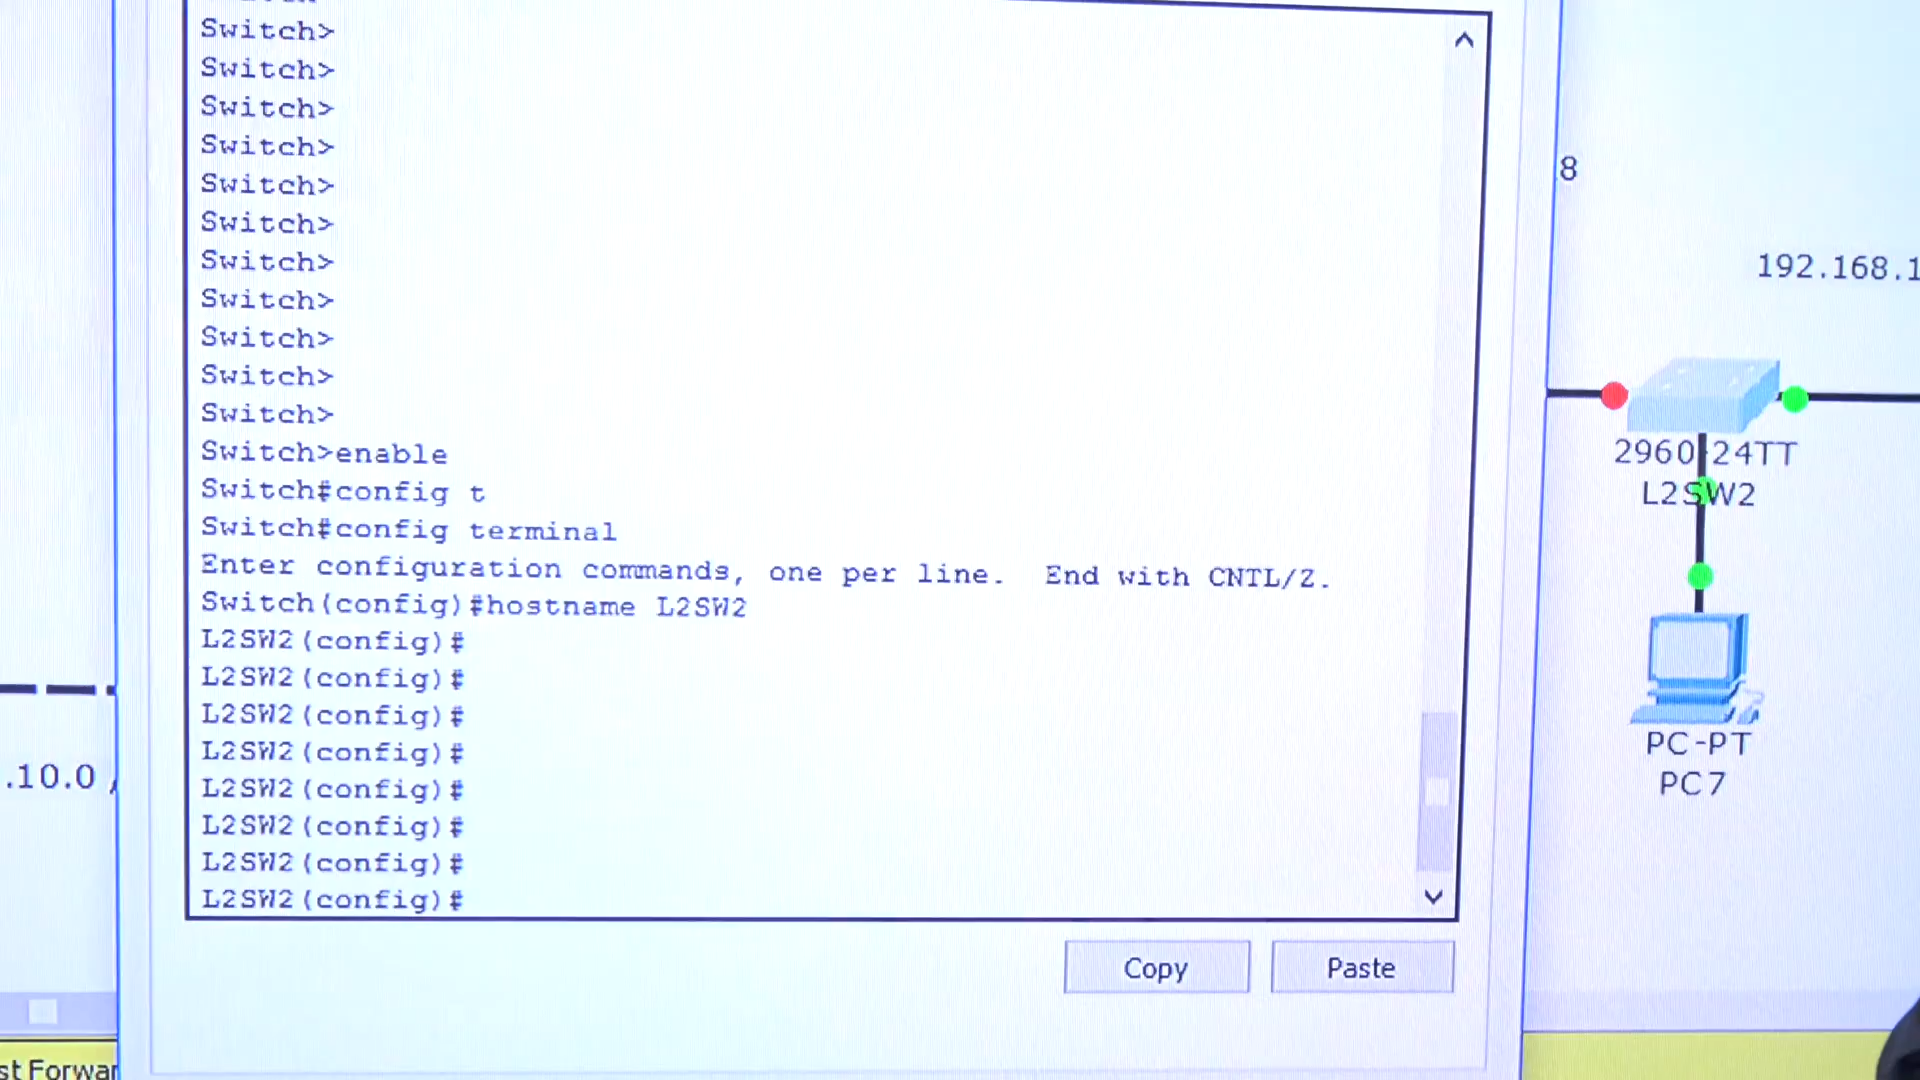 Switch>
Switch>
Switch>
Switch>
Switch>
Switch>
Switch>
Switch>
Switch>
Switch>
Switch>
Switch>enable
Switch#config t
Switch#config terminal
Enter configuration commands, one per line.  End with CNTL/Z.
Switch(config)#hostname L2SW2
L2SW2(config)#
L2SW2(config)#
L2SW2(config)#
L2SW2(config)#
L2SW2(config)#
L2SW2(config)#
L2SW2(config)#
L2SW2(config)#
Copy
Paste
8
192.168.1
2960-24TT
L2SW2
PC-PT
PC7
.10.0 /
st Forwar